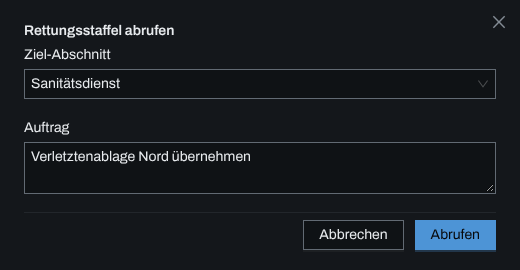 Rettungsstaffel abrufen
Ziel-Abschnitt
Sanitätsdienst
Auftrag
Verletztenablage Nord übernehmen
Abbrechen
Abrufen